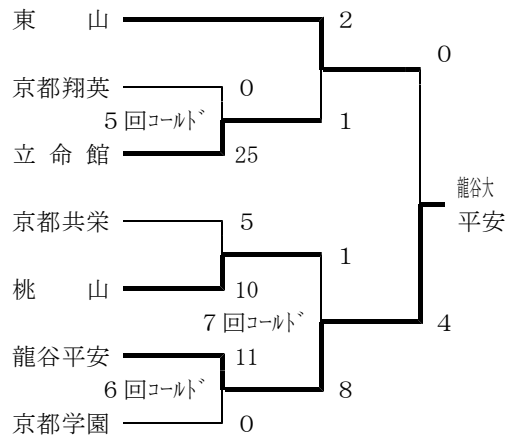 東　　山
2
0
京都翔英
0
5回ｺｰﾙﾄﾞ
1
立 命 館
25
龍谷大
平安
京都共栄
5
1
桃　　山
10
7回ｺｰﾙﾄﾞ
4
龍谷平安
11
6回ｺｰﾙﾄﾞ
8
京都学園
0